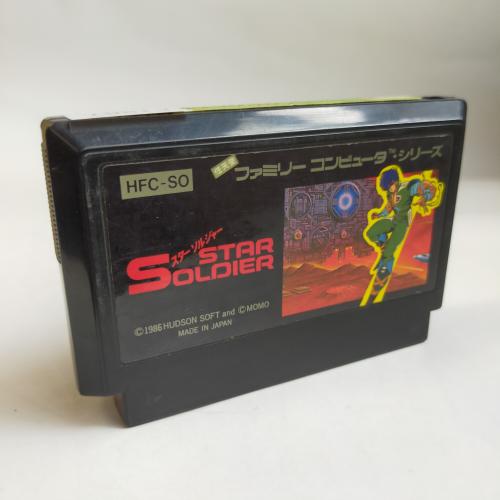 HFC-SO
ファミリー コンピュータ™・シリーズ
スター ソルジャー
STAR
SOLDIER
©1986 HUDSON SOFT and ©MOMO
MADE IN JAPAN